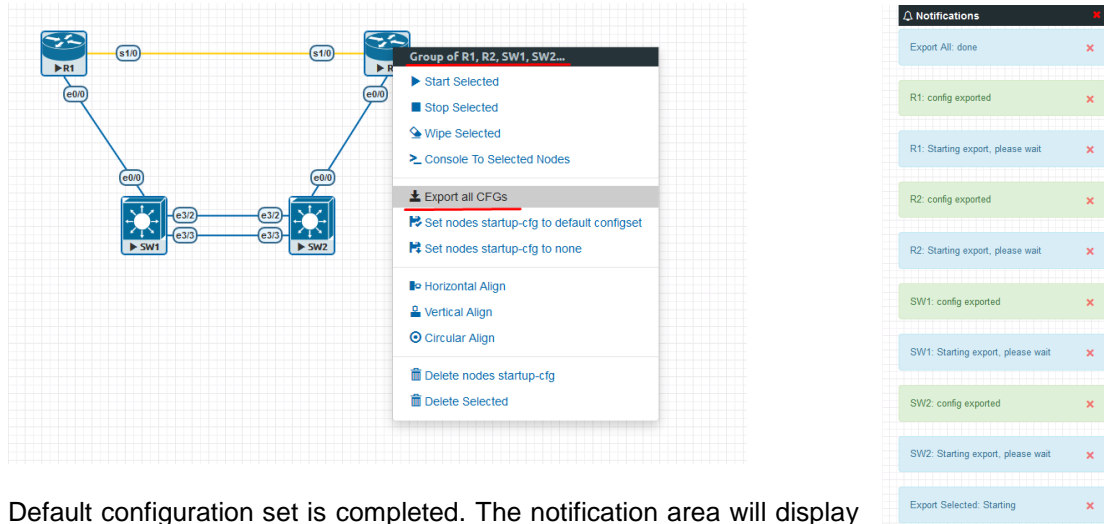 R1
s1/0
s1/0
R
e0/0
e0/0
e0/0
e0/0
SW1
e3/2
e3/2
e3/3
e3/3
SW2
Group of R1, R2, SW1, SW2...
Start Selected
Stop Selected
Wipe Selected
Console To Selected Nodes
Export all CFGs
Set nodes startup-cfg to default configset
Set nodes startup-cfg to none
Horizontal Align
Vertical Align
Circular Align
Delete nodes startup-cfg
Delete Selected
Notifications
Export All: done
R1: config exported
R1: Starting export, please wait
R2: config exported
R2: Starting export, please wait
SW1: config exported
SW1: Starting export, please wait
SW2: config exported
SW2: Starting export, please wait
Export Selected: Starting
Default configuration set is completed. The notification area will display